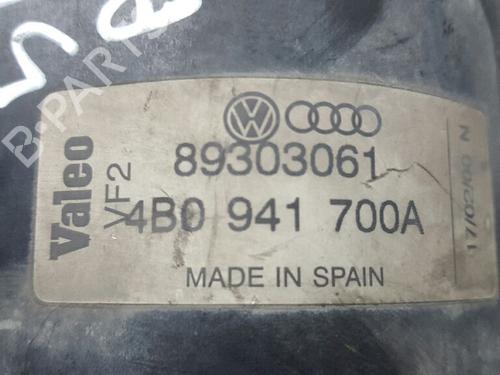 Valeo
VF2
89303061
4B0 941 700A
MADE IN SPAIN
17/02/00 N
B-PARTS